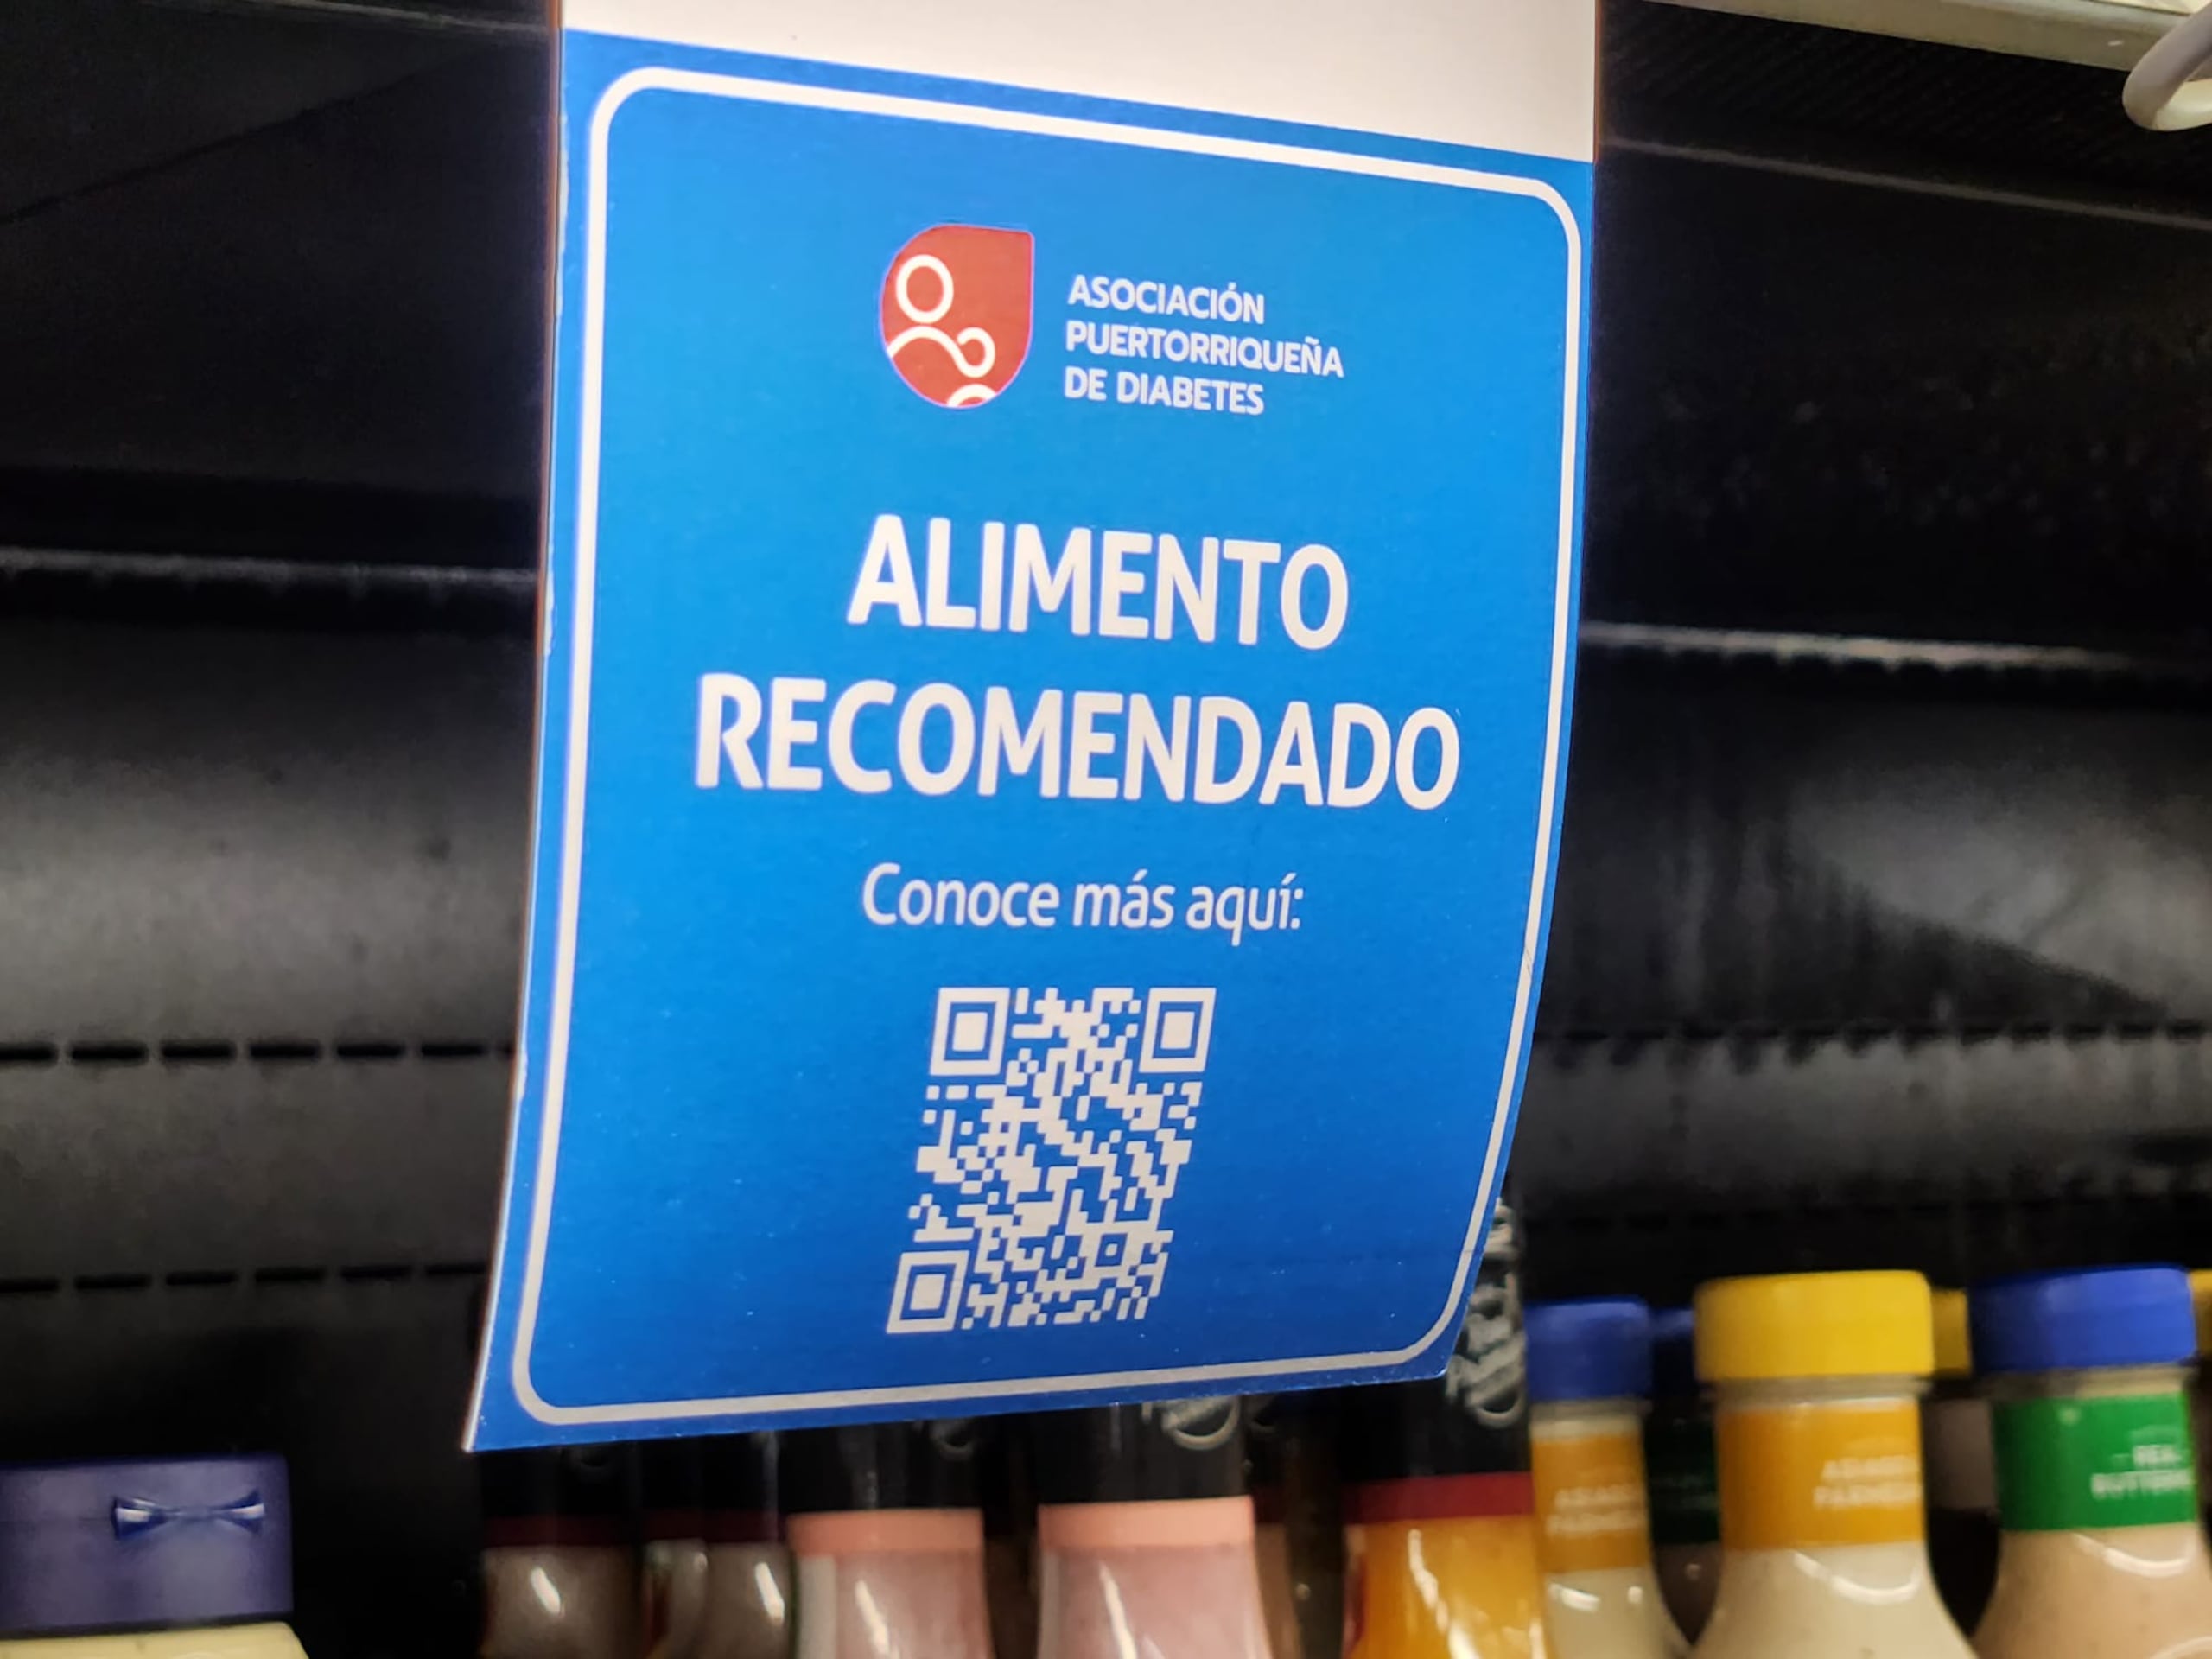 ASOCIACIÓN
PUERTORRIQUEÑA
DE DIABETES
ALIMENTO
RECOMENDADO
Conoce más aquí: